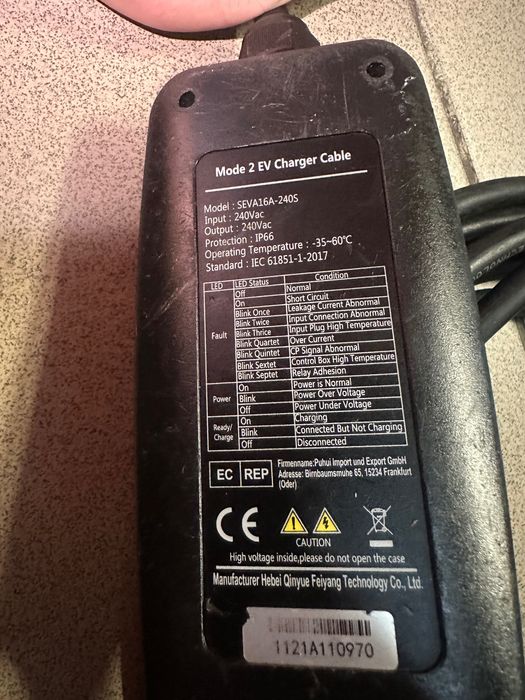 Mode 2 EV Charger Cable
Model : SEVA16A-240S
Input : 240Vac
Output : 240Vac
Protection : IP66
Operating Temperature : -35~60℃
Standard : IEC 61851-1-2017
LED LED Status Condition
Fault Off Normal
On Short Circuit
Blink Once Leakage Current Abnormal
Blink Twice Input Connection Abnormal
Blink Thrice Input Plug High Temperature
Blink Quartet Over Current
Blink Quintet CP Signal Abnormal
Blink Sextet Control Box High Temperature
Blink Septet Relay Adhesion
Power On Power is Normal
Blink Power Over Voltage
Off Power Under Voltage
Ready/Charge On Charging
Blink Connected But Not Charging
Off Disconnected
EC REP
Firmenname:Puhui Import und Export GmbH
Adresse: Birnbaumsmuhe 65, 15234 Frankfurt
(Oder)
CE
CAUTION
High voltage inside,please do not open the case
Manufacturer Hebei Qinyue Feiyang Technology Co., Ltd.
1121A110970